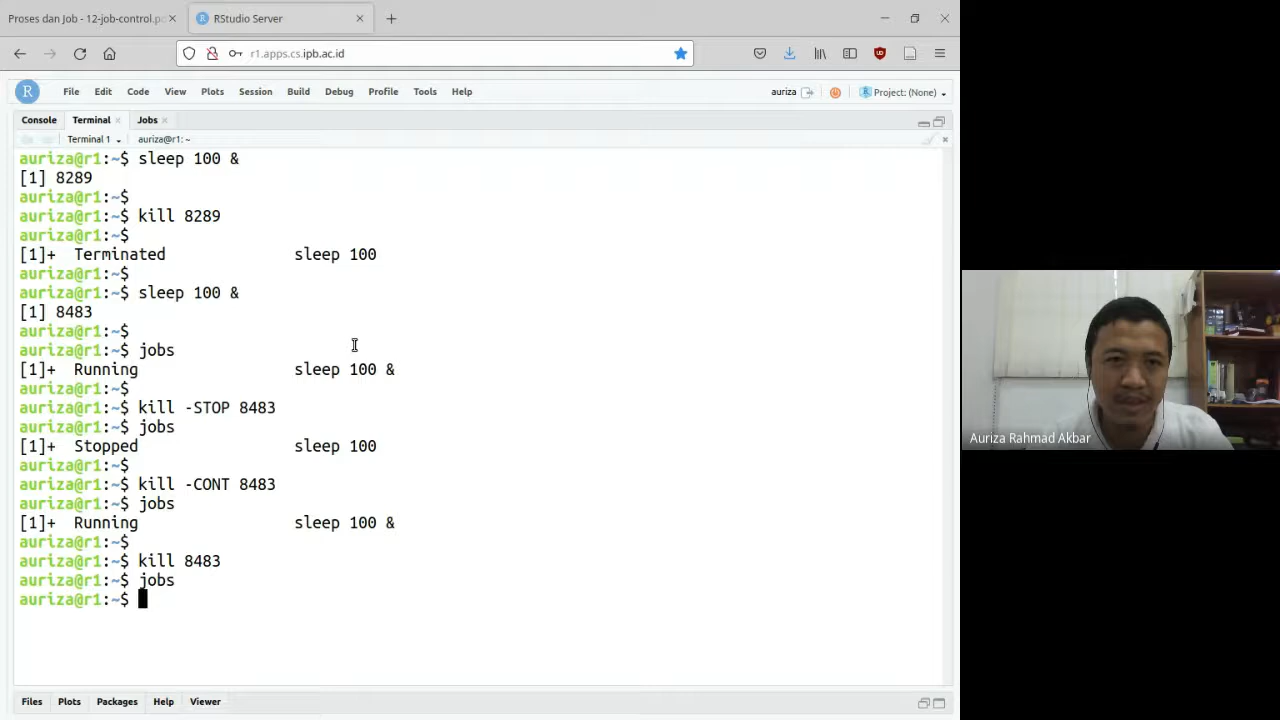 Proses dan Job - 12-job-control.pd
RStudio Server
r1.apps.cs.ipb.ac.id
File Edit Code View Plots Session Build Debug Profile Tools Help
auriza
Project: (None)
Console Terminal Jobs
Terminal 1 auriza@r1: ~
auriza@r1:~$ sleep 100 &
[1] 8289
auriza@r1:~$
auriza@r1:~$ kill 8289
auriza@r1:~$
[1]+ Terminated sleep 100
auriza@r1:~$
auriza@r1:~$ sleep 100 &
[1] 8483
auriza@r1:~$
auriza@r1:~$ jobs
[1]+ Running sleep 100 &
auriza@r1:~$
auriza@r1:~$ kill -STOP 8483
auriza@r1:~$ jobs
[1]+ Stopped sleep 100
auriza@r1:~$
auriza@r1:~$ kill -CONT 8483
auriza@r1:~$ jobs
[1]+ Running sleep 100 &
auriza@r1:~$
auriza@r1:~$ kill 8483
auriza@r1:~$ jobs
auriza@r1:~$
Files Plots Packages Help Viewer
Auriza Rahmad Akbar